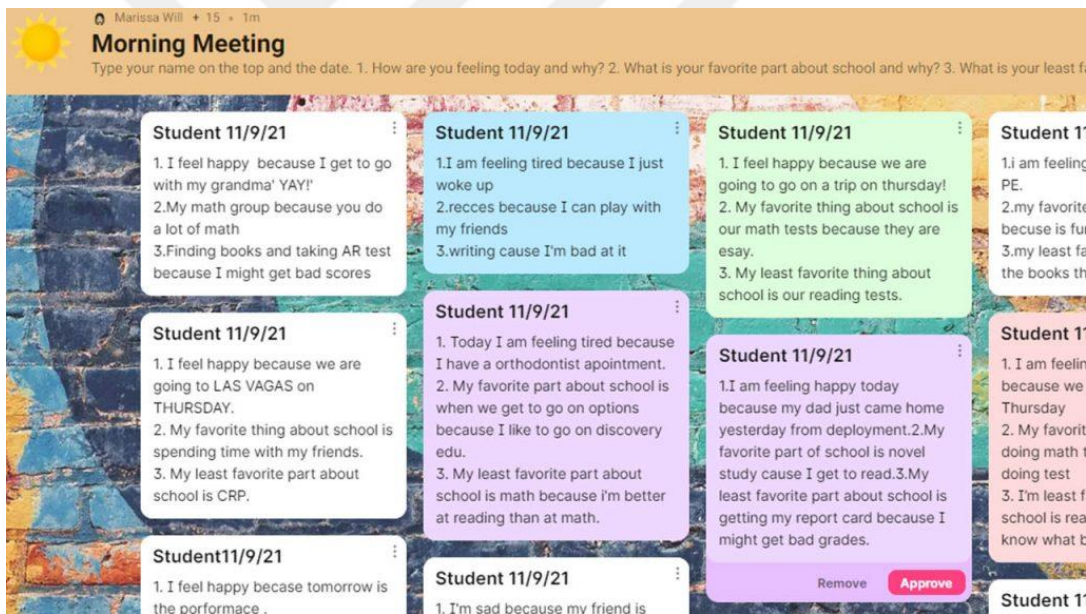 Marissa Will + 15 • 1m
Morning Meeting
Type your name on the top and the date. 1. How are you feeling today and why? 2. What is your favorite part about school and why? 3. What is your least
Student 11/9/21
1. I feel happy because I get to go
with my grandma' YAY!'
2.My math group because you do
a lot of math
3.Finding books and taking AR test
because I might get bad scores
Student 11/9/21
1. I feel happy because we are
going to LAS VAGAS on
THURSDAY.
2. My favorite thing about school is
spending time with my friends.
3. My least favorite part about
school is CRP.
Student11/9/21
1. I feel happy becase tomorrow is
the porformace .
Student 11/9/21
1.I am feeling tired because I just
woke up
2.recces because I can play with
my friends
3.writing cause I'm bad at it
Student 11/9/21
1. Today I am feeling tired because
I have a orthodontist apointment.
2. My favorite part about school is
when we get to go on options
because I like to go on discovery
edu.
3. My least favorite part about
school is math because i'm better
at reading than at math.
Student 11/9/21
1. I'm sad because my friend is
Student 11/9/21
1. I feel happy because we are
going to go on a trip on thursday!
2. My favorite thing about school is
our math tests because they are
esay.
3. My least favorite thing about
school is our reading tests.
Student 11/9/21
1.I am feeling happy today
because my dad just came home
yesterday from deployment.2.My
favorite part of school is novel
study cause I get to read.3.My
least favorite part about school is
getting my report card because I
might get bad grades.
Remove Approve
Student
1.i am feeling
PE.
2.my favorite
becuse is
3.my least
the books
Student
1. I am
because we
Thursday
2. My
doing math
doing test
3. I'm least
school is
know what
Student